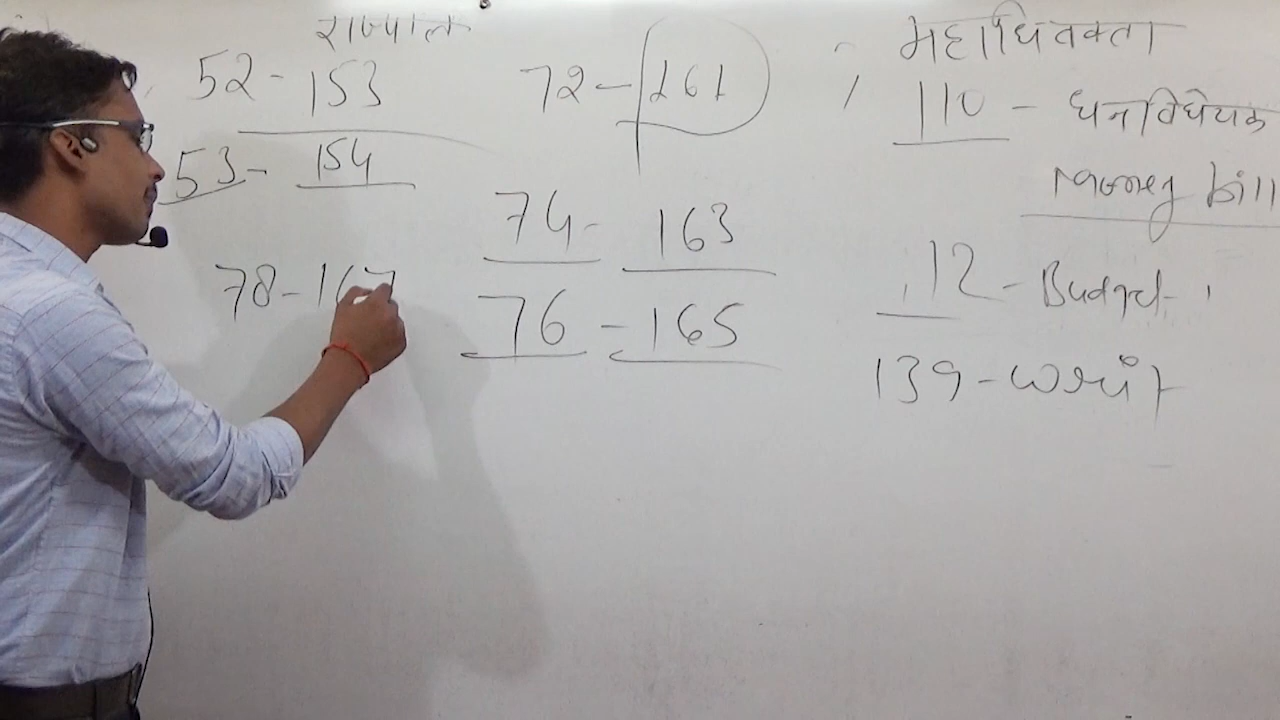 राज्यपाल
52 - 153
53 - 154
78 - 167
72 - 161
74 - 163
76 - 165
महाधिवक्ता
110 - धनविधेयक
Money bill
112 - Budget
139 - writ